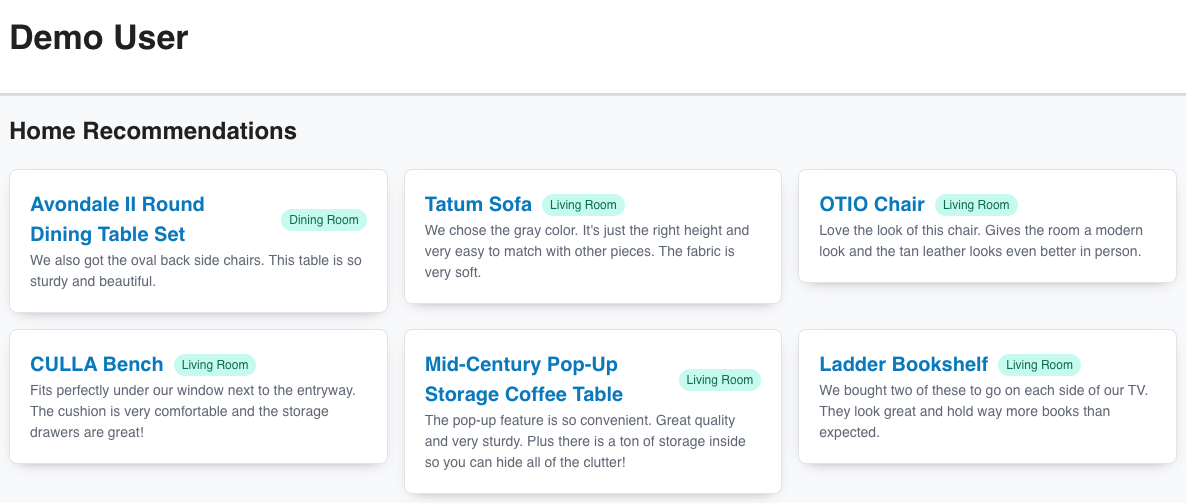 Demo User
Home Recommendations
Avondale II Round
Dining Table Set
Dining Room
We also got the oval back side chairs. This table is so
sturdy and beautiful.
Tatum Sofa Living Room
We chose the gray color. It's just the right height and
very easy to match with other pieces. The fabric is
very soft.
OTIO Chair Living Room
Love the look of this chair. Gives the room a modern
look and the tan leather looks even better in person.
CULLA Bench Living Room
Fits perfectly under our window next to the entryway.
The cushion is very comfortable and the storage
drawers are great!
Mid-Century Pop-Up
Storage Coffee Table
Living Room
The pop-up feature is so convenient. Great quality
and very sturdy. Plus there is a ton of storage inside
so you can hide all of the clutter!
Ladder Bookshelf Living Room
We bought two of these to go on each side of our TV.
They look great and hold way more books than
expected.